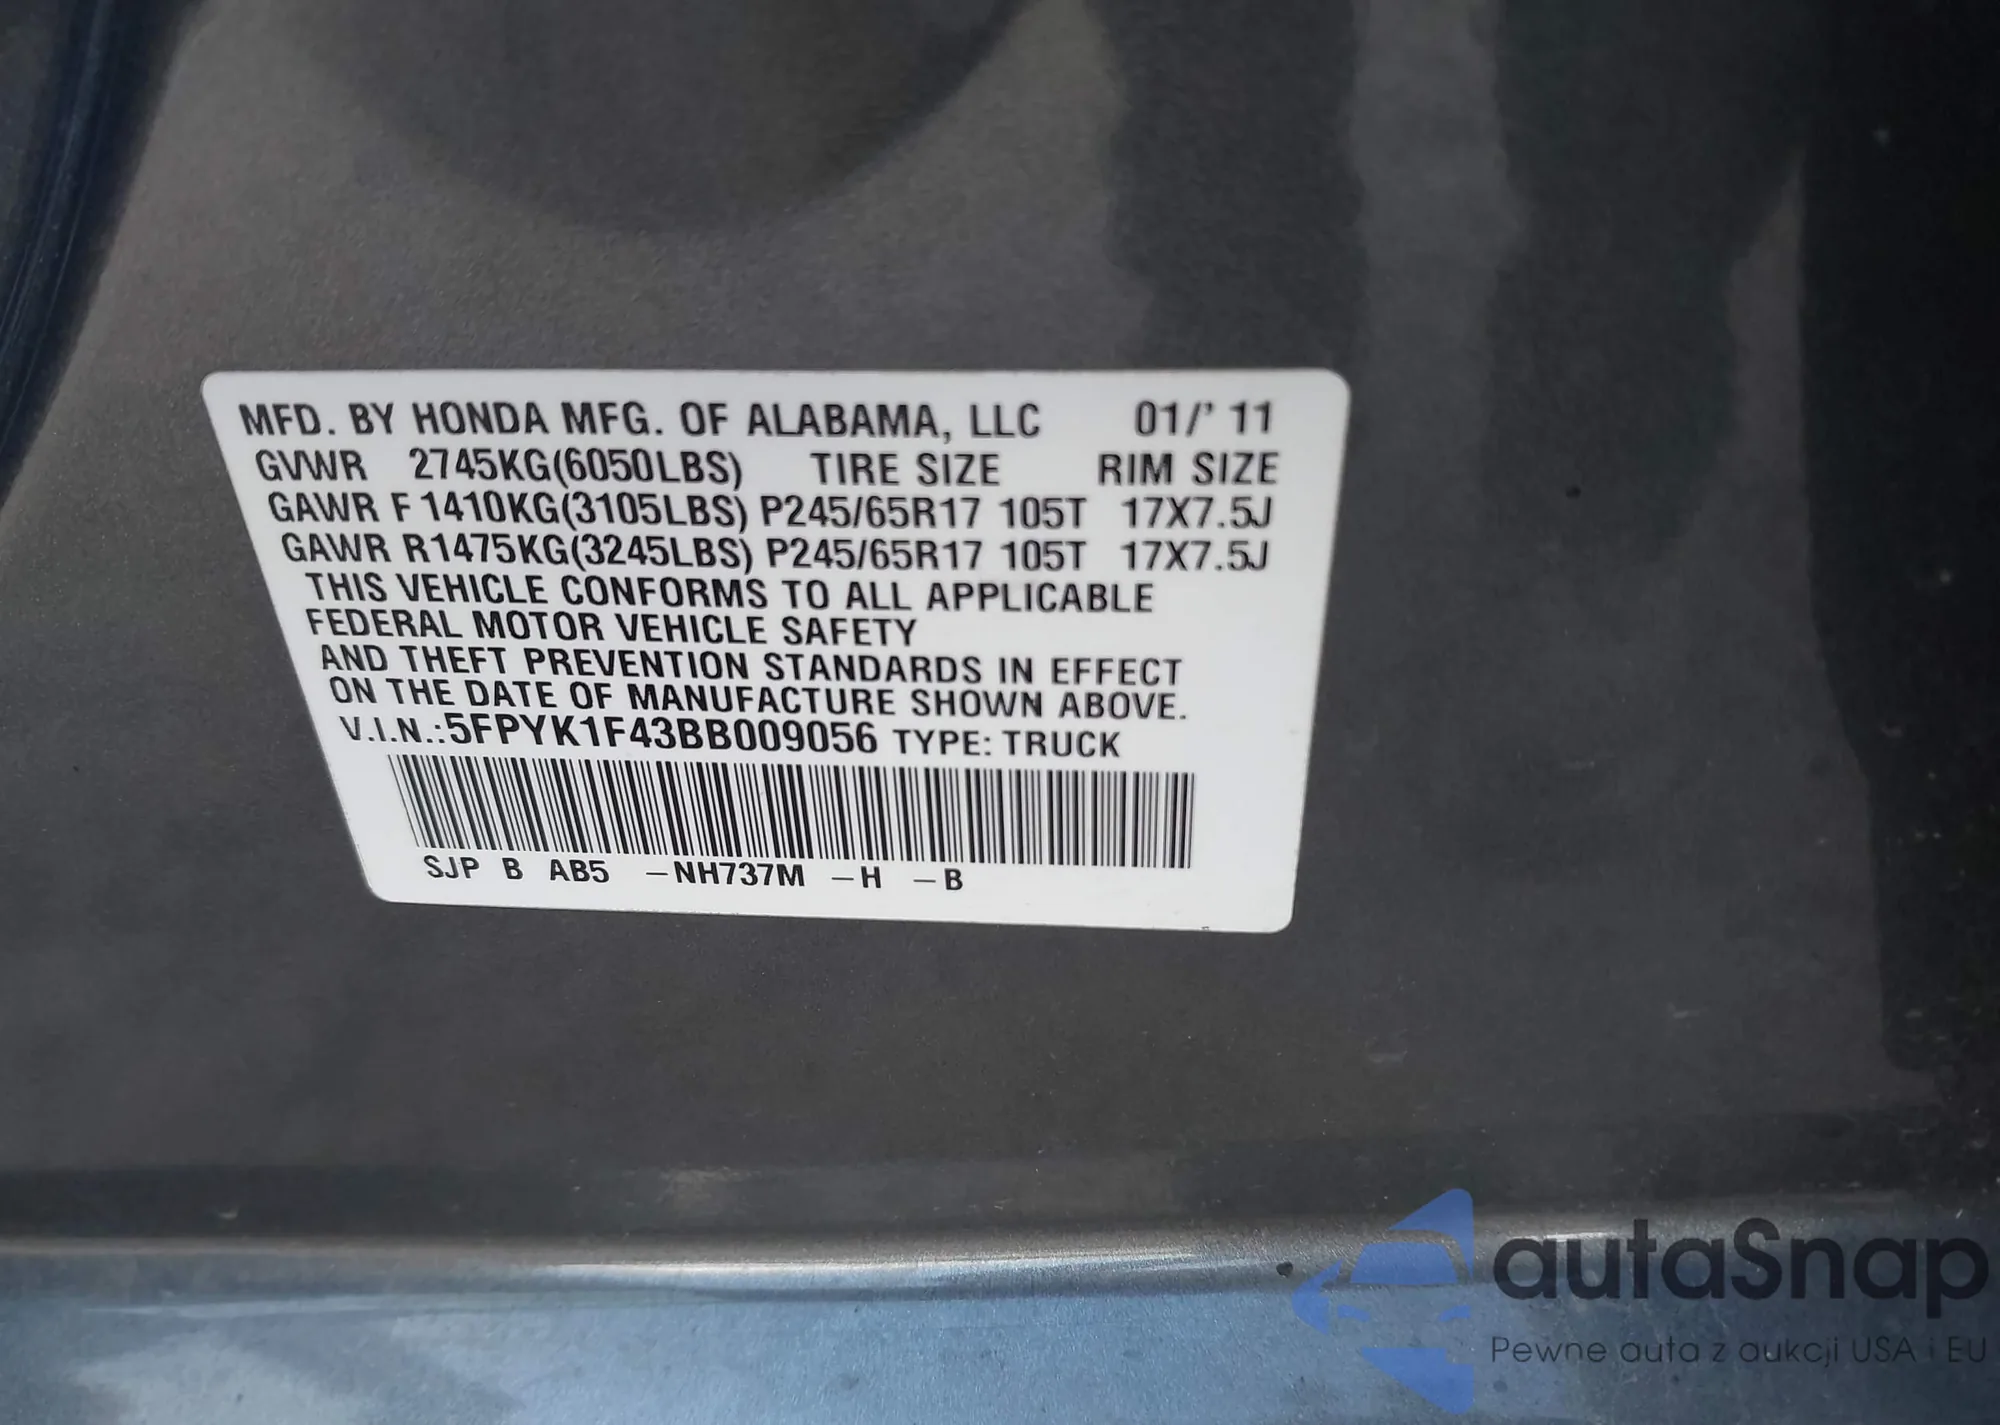 MFD. BY HONDA MFG. OF ALABAMA, LLC 01/' 11
GVWR 2745KG(6050LBS) TIRE SIZE RIM SIZE
GAWR F 1410KG(3105LBS) P245/65R17 105T 17X7.5J
GAWR R1475KG(3245LBS) P245/65R17 105T 17X7.5J
THIS VEHICLE CONFORMS TO ALL APPLICABLE
FEDERAL MOTOR VEHICLE SAFETY
AND THEFT PREVENTION STANDARDS IN EFFECT
ON THE DATE OF MANUFACTURE SHOWN ABOVE.
V.I.N.:5FPYK1F43BB009056 TYPE: TRUCK
SJP B AB5 -NH737M -H -B
autaSnap
Pewne auta z aukcji USA i EU